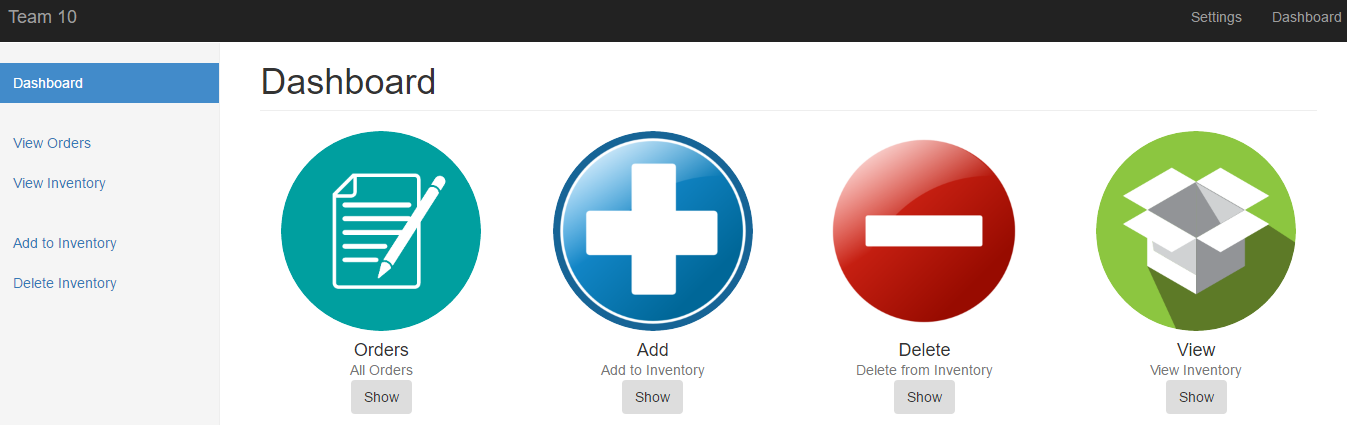 Team 10
Settings
Dashboard
Dashboard
View Orders
View Inventory
Add to Inventory
Delete Inventory
Dashboard
Orders
All Orders
Show
Add
Add to Inventory
Show
Delete
Delete from Inventory
Show
View
View Inventory
Show